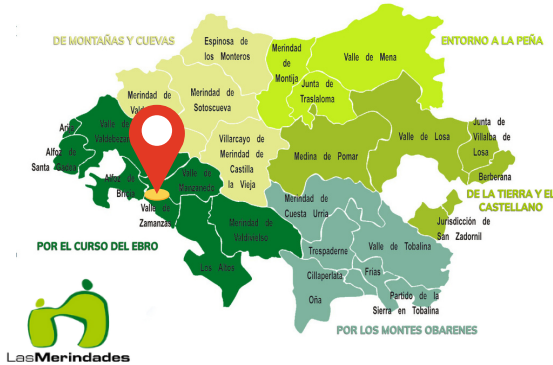 DE MONTAÑAS Y CUEVAS
ENTORNO A LA PEÑA
Espinosa de
los Monteros
Merindad
de
Montija
Valle de Mena
Junta de
Traslaloma
Merindad de
Merindad de
Sotoscueva
Valle de
Valdebezana
Arija
Alfoz de
Santa Gadea
Alfoz de
Bricia
Villarcayo de
Merindad de
Castilla
la Vieja
Valle de
Manzanedo
Valle de
Zamanzas
Medina de Pomar
Valle de Losa
Junta de
Villalba de
Losa
Berberana
DE LA TIERRA Y EL
CASTELLANO
Jurisdicción de
San Zadornil
Merindad de
Cuesta Urria
Merindad de
Valdivielso
POR EL CURSO DEL EBRO
Los Altos
Trespaderne
Valle de Tobalina
Cillaperlata
Frías
Oña
Partido de la
Sierra en Tobalina
POR LOS MONTES OBARENES
LasMerindades